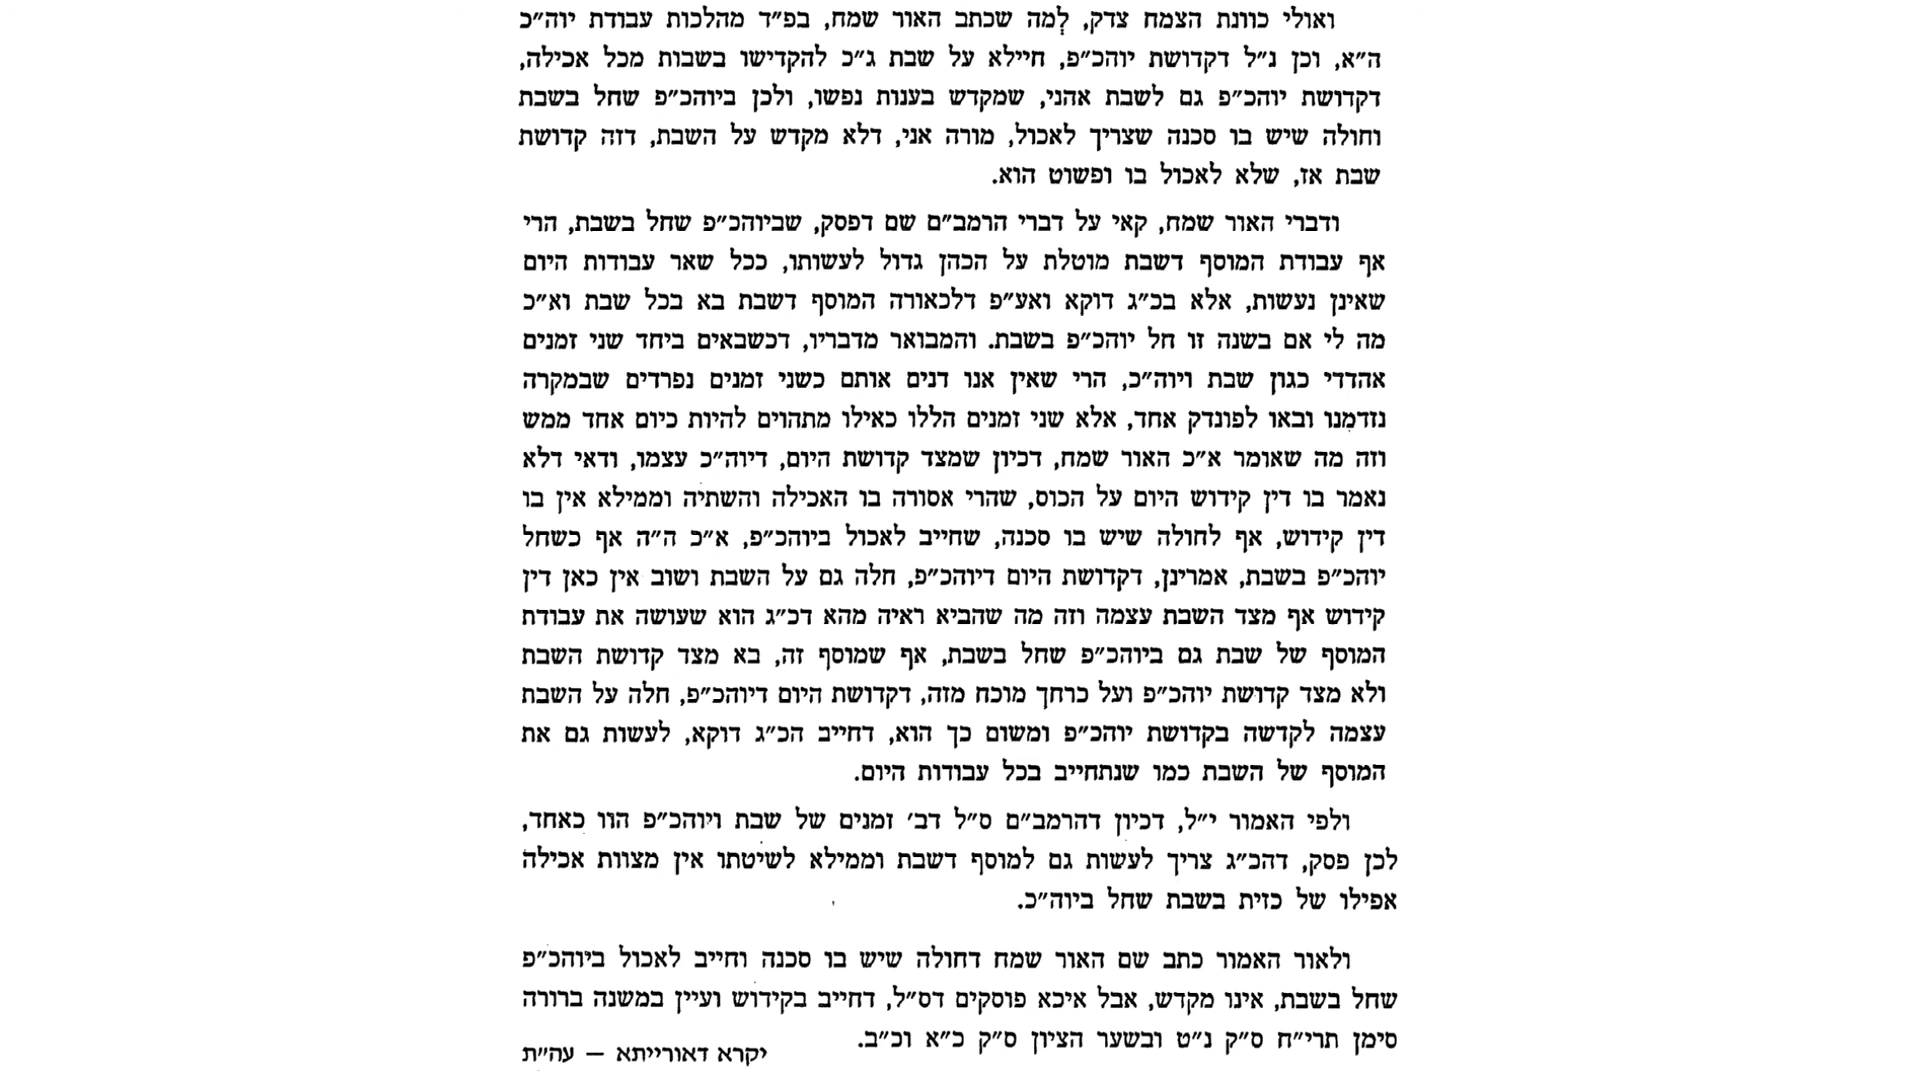 ואולי כוונת הצמח צדק, לְמה שכתב האור שמח, בפ״ד מהלכות עבודת יוה״כ
ה״א, וכן נ״ל דקדושת יוהכ״פ, חיילא על שבת ג״כ להקדישו בשבות מכל אכילה,
דקדושת יוהכ״פ גם לשבת אהני, שמקדש בענות נפשו, ולכן ביוהכ״פ שחל בשבת
וחולה שיש בו סכנה שצריך לאכול, מורה אני, דלא מקדש על השבת, דזה קדושת
שבת אז, שלא לאכול בו ופשוט הוא.
ודברי האור שמח, קאי על דברי הרמב״ם שם דפסק, שביוהכ״פ שחל בשבת, הרי
אף עבודת המוסף דשבת מוטלת על הכהן גדול לעשותו, ככל שאר עבודות היום
שאינן נעשות, אלא בכ״ג דוקא ואע״פ דלכאורה המוסף דשבת בא בכל שבת וא״כ
מה לי אם בשנה זו חל יוהכ״פ בשבת. והמבואר מדבריו, דכשבאים ביחד שני זמנים
אהדדי כגון שבת ויוה״כ, הרי שאין אנו דנים אותם כשני זמנים נפרדים שבמקרה
נזדמנו ובאו לפונדק אחד, אלא שני זמנים הללו כאילו מתהוים להיות כיום אחד ממש
וזה מה שאומר א״כ האור שמח, דכיון שמצד קדושת היום, דיוה״כ עצמו, ודאי דלא
נאמר בו דין קידוש היום על הכוס, שהרי אסורה בו האכילה והשתיה וממילא אין בו
דין קידוש, אף לחולה שיש בו סכנה, שחייב לאכול ביוהכ״פ, א״כ ה״ה אף כשחל
יוהכ״פ בשבת, אמרינן, דקדושת היום דיוהכ״פ, חלה גם על השבת ושוב אין כאן דין
קידוש אף מצד השבת עצמה וזה מה שהביא ראיה מהא דכ״ג הוא שעושה את עבודת
המוסף של שבת גם ביוהכ״פ שחל בשבת, אף שמוסף זה, בא מצד קדושת השבת
ולא מצד קדושת יוהכ״פ ועל כרחך מוכח מזה, דקדושת היום דיוהכ״פ, חלה על השבת
עצמה לקדשה בקדושת יוהכ״פ ומשום כך הוא, דחייב הכ״ג דוקא, לעשות גם את
המוסף של השבת כמו שנתחייב בכל עבודות היום.
ולפי האמור י״ל, דכיון דהרמב״ם ס״ל דב׳ זמנים של שבת ויוהכ״פ הוו כאחד,
לכן פסק, דהכ״ג צריך לעשות גם למוסף דשבת וממילא לשיטתו אין מצוות אכילה
אפילו של כזית בשבת שחל ביוה״כ.
ולאור האמור כתב שם האור שמח דחולה שיש בו סכנה וחייב לאכול ביוהכ״פ
שחל בשבת, אינו מקדש, אבל איכא פוסקים דס״ל, דחייב בקידוש ועיין במשנה ברורה
סימן תרי״ח ס״ק נ״ט ובשער הציון ס״ק כ״א וכ״ב.
יקרא דאורייתא – עה״ת